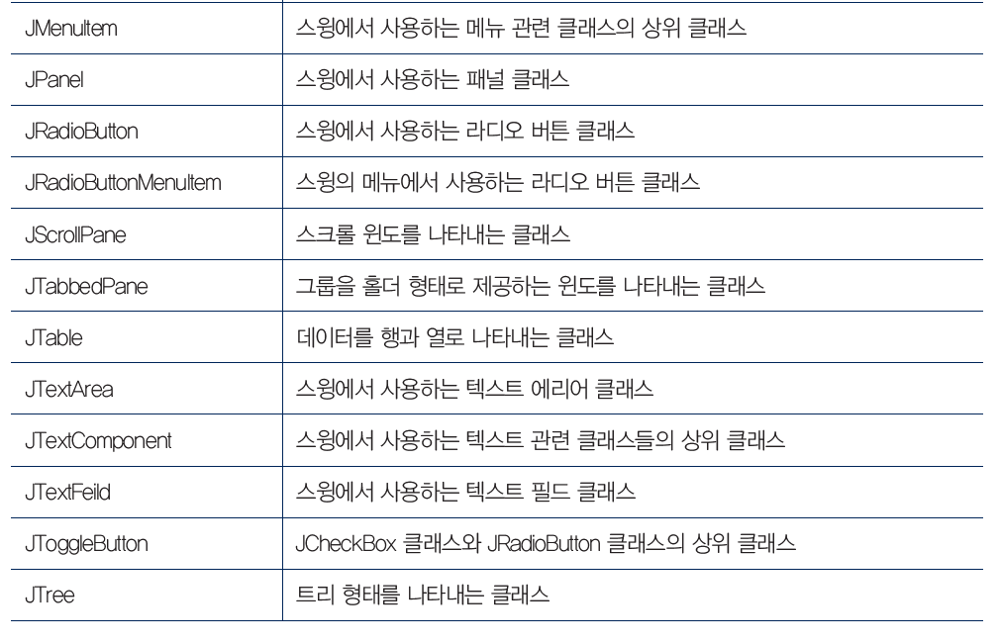 JMenuItem 스윙에서 사용하는 메뉴 관련 클래스의 상위 클래스
JPanel 스윙에서 사용하는 패널 클래스
JRadioButton 스윙에서 사용하는 라디오 버튼 클래스
JRadioButtonMenuItem 스윙의 메뉴에서 사용하는 라디오 버튼 클래스
JScrollPane 스크롤 윈도를 나타내는 클래스
JTabbedPane 그룹을 홀더 형태로 제공하는 윈도를 나타내는 클래스
JTable 데이터를 행과 열로 나타내는 클래스
JTextArea 스윙에서 사용하는 텍스트 에리어 클래스
JTextComponent 스윙에서 사용하는 텍스트 관련 클래스들의 상위 클래스
JTextFeild 스윙에서 사용하는 텍스트 필드 클래스
JToggleButton JCheckBox 클래스와 JRadioButton 클래스의 상위 클래스
JTree 트리 형태를 나타내는 클래스